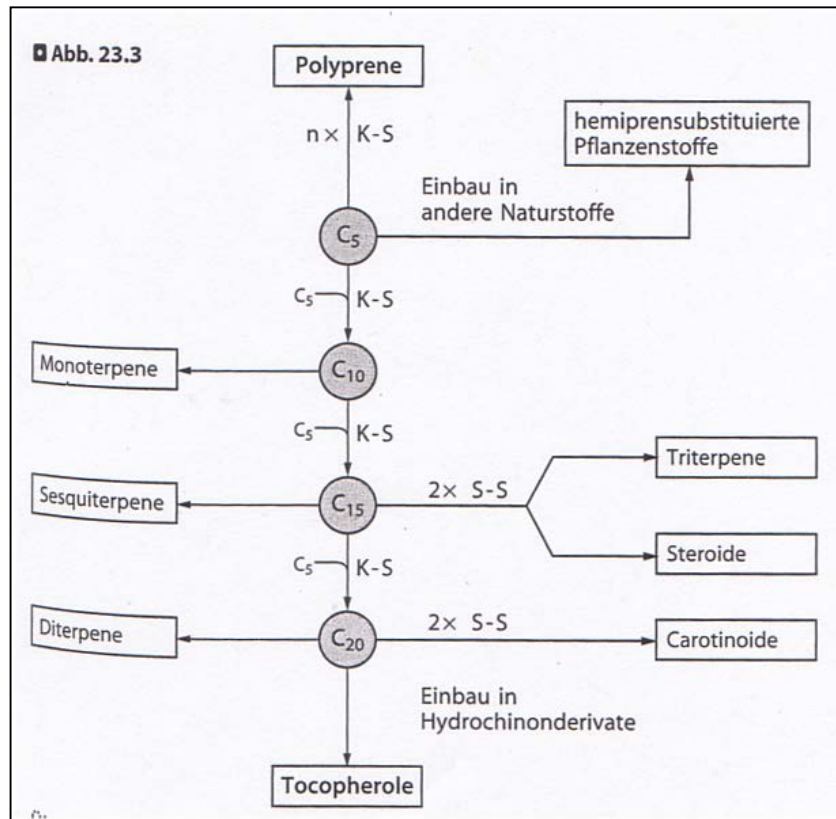 Abb. 23.3
Polyprene
n× K-S
hemiprensubstituierte
Pflanzenstoffe
Einbau in
andere Naturstoffe
C₅
C₅ K-S
Monoterpene
C₁₀
C₅ K-S
Triterpene
Sesquiterpene
C₁₅
2× S-S
C₅ K-S
Steroide
Diterpene
C₂₀
2× S-S
Carotinoide
Einbau in
Hydrochinonderivate
Tocopherole